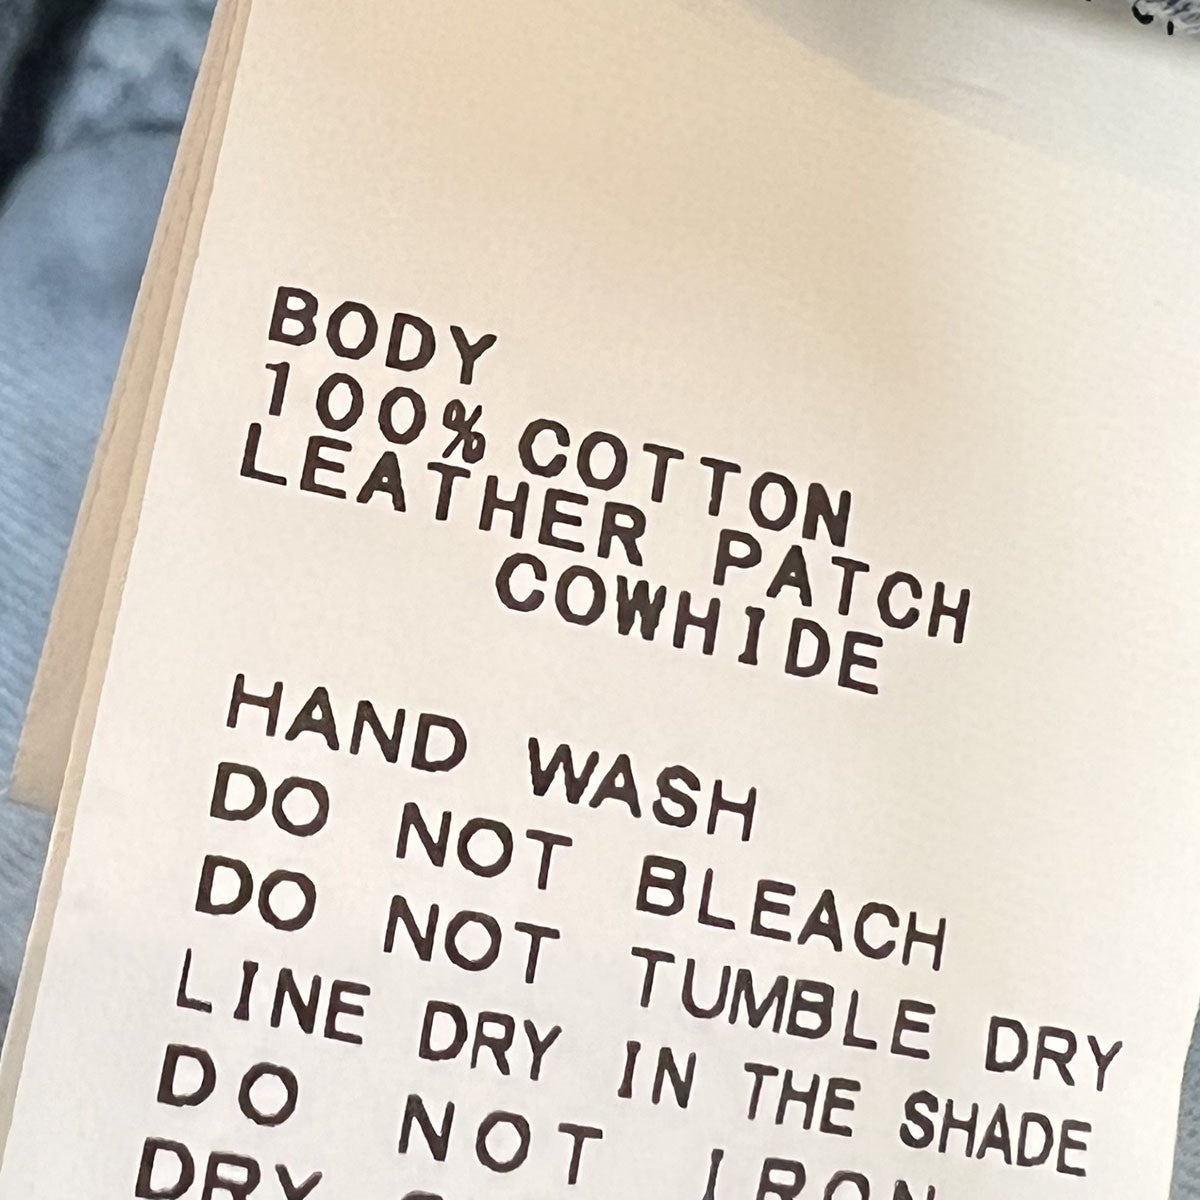 BODY
100% COTTON
LEATHER PATCH
COWHIDE
HAND WASH
DO NOT BLEACH
DO NOT TUMBLE DRY
LINE DRY IN THE SHADE
DO NOT IRON
DRY